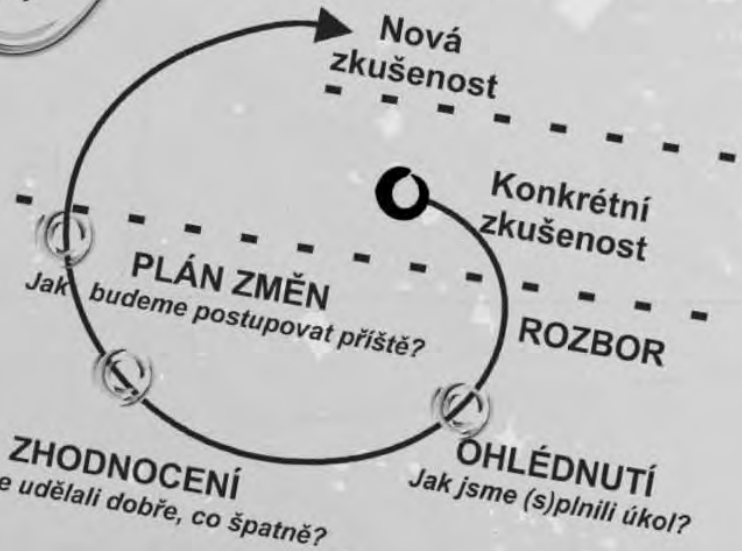 Nová
zkušenost
Konkrétní
zkušenost
ROZBOR
PLÁN ZMĚN
Jak budeme postupovat příště?
OHLÉDNUTÍ
Jak jsme (s)plnili úkol?
ZHODNOCENÍ
udělali dobře, co špatně?